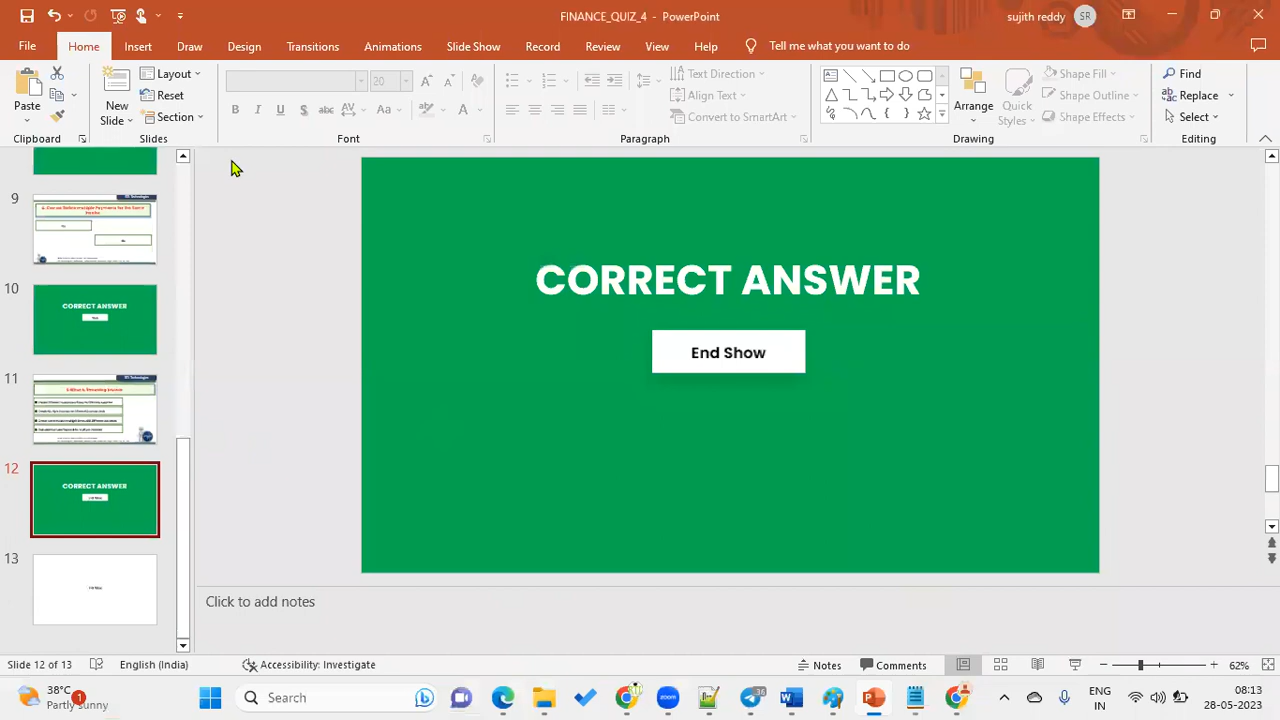 FINANCE_QUIZ_4 - PowerPoint
sujith reddy
SR
File
Home
Insert
Draw
Design
Transitions
Animations
Slide Show
Record
Review
View
Help
Tell me what you want to do
Paste
New
Slide
Layout
Reset
Section
20
Text Direction
Align Text
Convert to SmartArt
Arrange
Quick
Styles
Shape Fill
Shape Outline
Shape Effects
Find
Replace
Select
Clipboard
Slides
Font
Paragraph
Drawing
Editing
9
10
CORRECT ANSWER
11
12
CORRECT ANSWER
13
CORRECT ANSWER
End Show
Click to add notes
Slide 12 of 13
English (India)
Accessibility: Investigate
Notes
Comments
62%
38°C
Partly sunny
1
Search
zoom
36
ENG
IN
08:13
28-05-2023